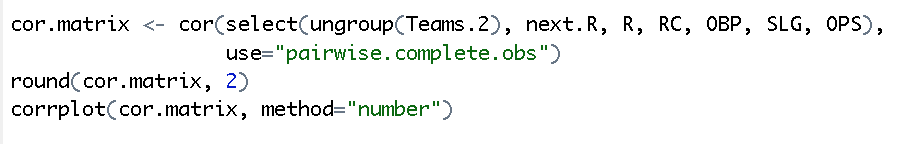 cor.matrix <- cor(select(ungroup(Teams.2), next.R, R, RC, OBP, SLG, OPS),
use="pairwise.complete.obs")
round(cor.matrix, 2)
corrplot(cor.matrix, method="number")